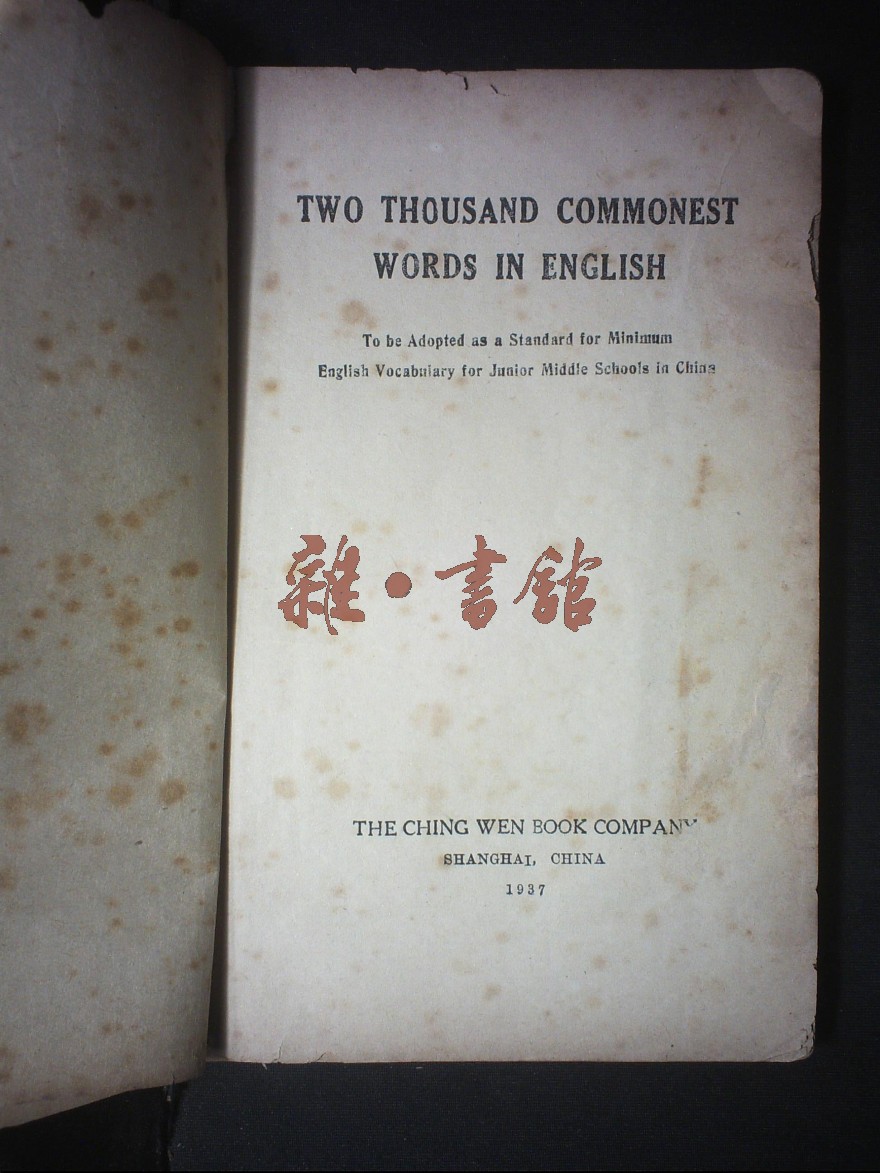 TWO THOUSAND COMMONEST
WORDS IN ENGLISH
To be Adopted as a Standard for Minimum
English Vocabulary for Junior Middle Schools in China
雜•書館
THE CHING WEN BOOK COMPANY
SHANGHAI, CHINA
1937